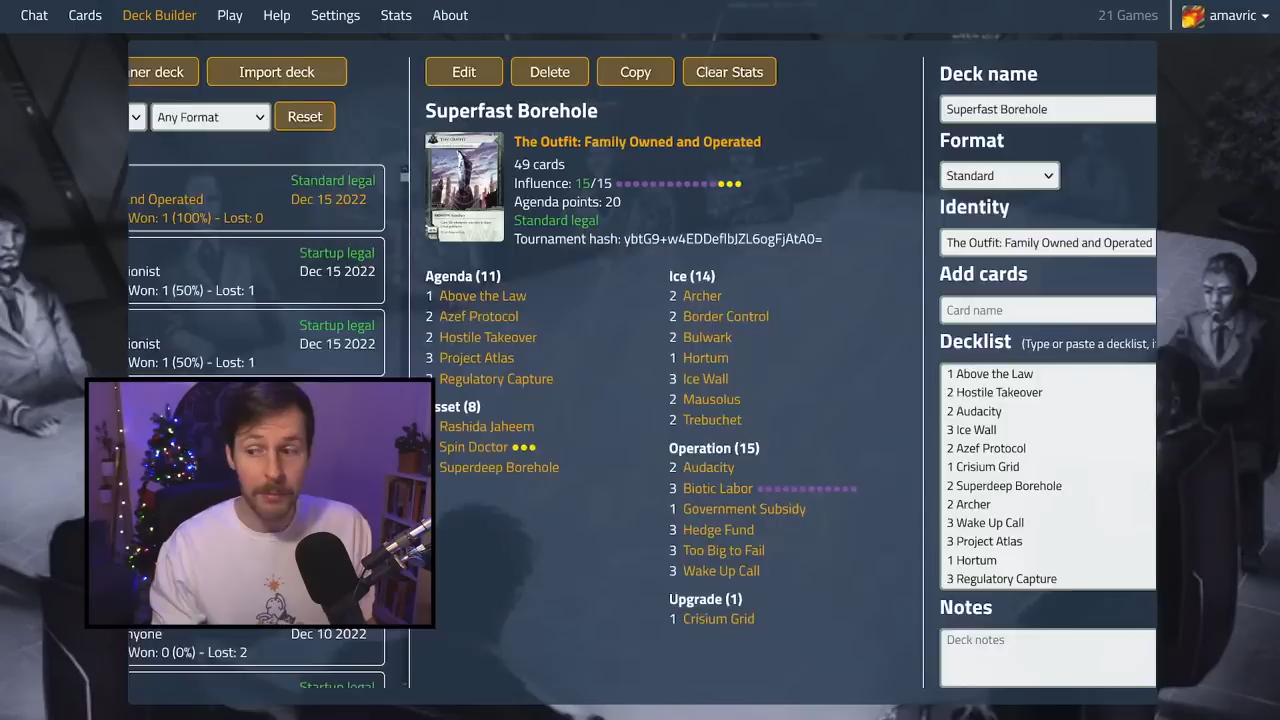 Chat Cards Deck Builder Play Help Settings Stats About 21 Games amavric
ner deck Import deck
Any Format Reset
Standard legal
nd Operated Dec 15 2022
Won: 1 (100%) - Lost: 0
Startup legal
ionist Dec 15 2022
Won: 1 (50%) - Lost: 1
Startup legal
ionist Dec 15 2022
Won: 1 (50%) - Lost: 1
nyone Dec 10 2022
Won: 0 (0%) - Lost: 2
Startup legal
Edit Delete Copy Clear Stats
Superfast Borehole
The Outfit: Family Owned and Operated
49 cards
Influence: 15/15
Agenda points: 20
Standard legal
Tournament hash: ybtG9+w4EDDeflbJZL6ogFjAtA0=
Agenda (11)
1 Above the Law
2 Azef Protocol
2 Hostile Takeover
3 Project Atlas
Regulatory Capture
sset (8)
Rashida Jaheem
Spin Doctor
Superdeep Borehole
Ice (14)
2 Archer
2 Border Control
2 Bulwark
1 Hortum
3 Ice Wall
2 Mausolus
2 Trebuchet
Operation (15)
2 Audacity
3 Biotic Labor
1 Government Subsidy
3 Hedge Fund
3 Too Big to Fail
3 Wake Up Call
Upgrade (1)
1 Crisium Grid
Deck name
Superfast Borehole
Format
Standard
Identity
The Outfit: Family Owned and Operated
Add cards
Card name
Decklist (Type or paste a decklist, i
1 Above the Law
2 Hostile Takeover
2 Audacity
3 Ice Wall
2 Azef Protocol
1 Crisium Grid
2 Superdeep Borehole
2 Archer
3 Wake Up Call
3 Project Atlas
1 Hortum
3 Regulatory Capture
Notes
Deck notes